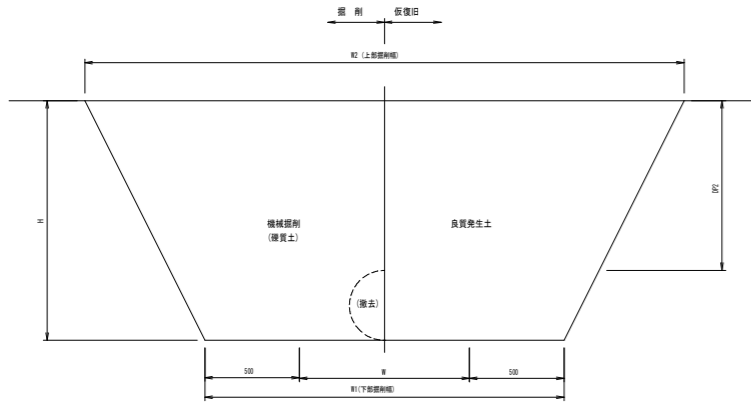 掘 削 仮復旧
W2 (上部掘削幅)
H
DP2
機械掘削
(礫質土)
良質発生土
(撤去)
500 W 500
W1(下部掘削幅)